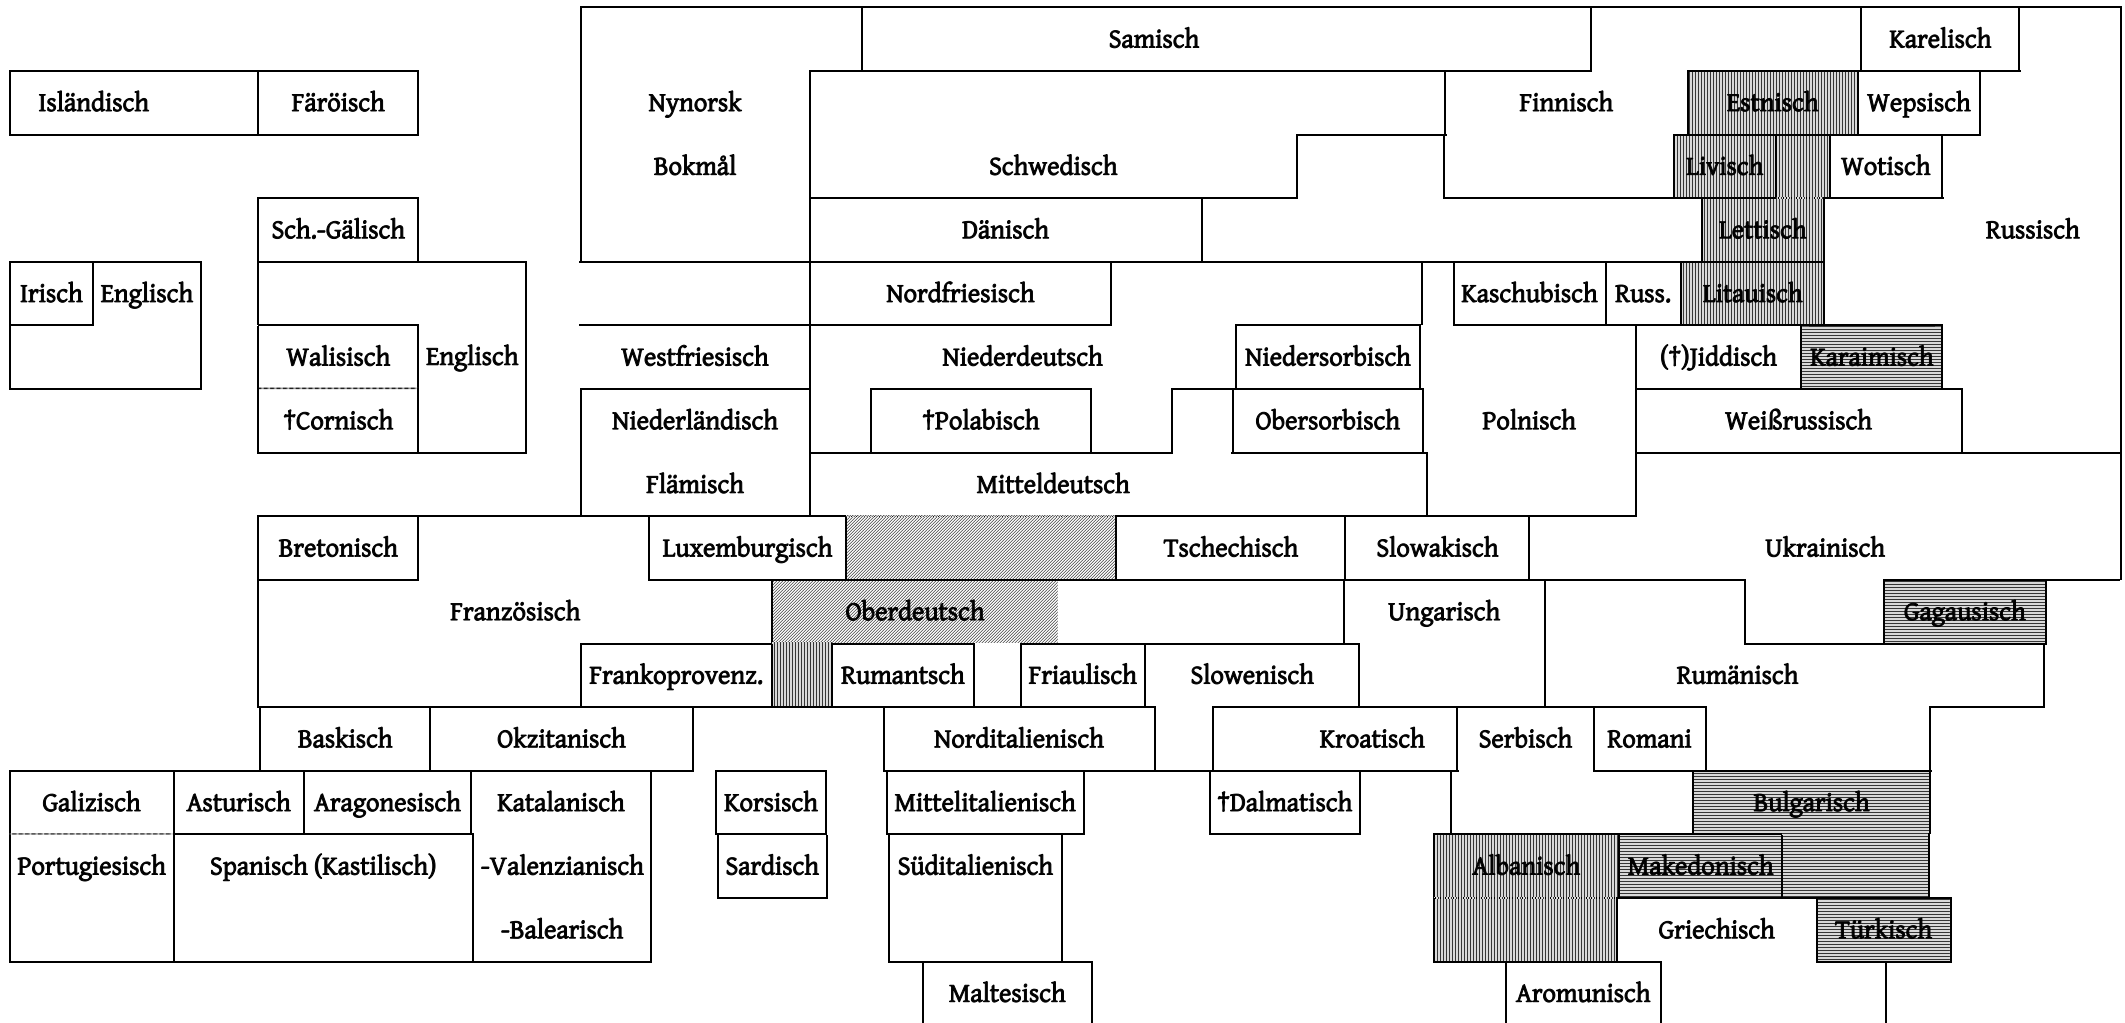 Samisch Karelisch
Isländisch Färöisch Nynorsk Finnisch Estnisch Wepsisch
Bokmål Schwedisch Livisch Wotisch
Sch.-Gälisch Dänisch Lettisch Russisch
Irisch Englisch Nordfriesisch Kaschubisch Russ. Litauisch
Walisisch Englisch Westfriesisch Niederdeutsch Niedersorbisch (†)Jiddisch Karaimisch
†Cornisch Niederländisch †Polabisch Obersorbisch Polnisch Weißrussisch
Flämisch Mitteldeutsch
Bretonisch Luxemburgisch Tschechisch Slowakisch Ukrainisch
Französisch Oberdeutsch Ungarisch Gagausisch
Frankoprovenz. Rumantsch Friaulisch Slowenisch Rumänisch
Baskisch Okzitanisch Norditalienisch Kroatisch Serbisch Romani
Galizisch Asturisch Aragonesisch Katalanisch Korsisch Mittelitalienisch †Dalmatisch Bulgarisch
Portugiesisch Spanisch (Kastilisch) -Valenzianisch Sardisch Süditalienisch Albanisch Makedonisch
-Balearisch Griechisch Türkisch
Maltesisch Aromunisch